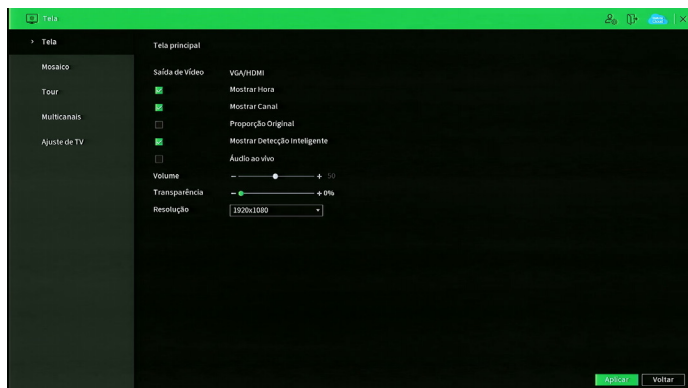 Tela
Tela
Mosaico
Tour
Multicanais
Ajuste de TV
Tela principal
Saída de Vídeo VGA/HDMI
Mostrar Hora
Mostrar Canal
Proporção Original
Mostrar Detecção Inteligente
Áudio ao vivo
Volume - + 50
Transparência - + 0%
Resolução 1920x1080
Aplicar Voltar